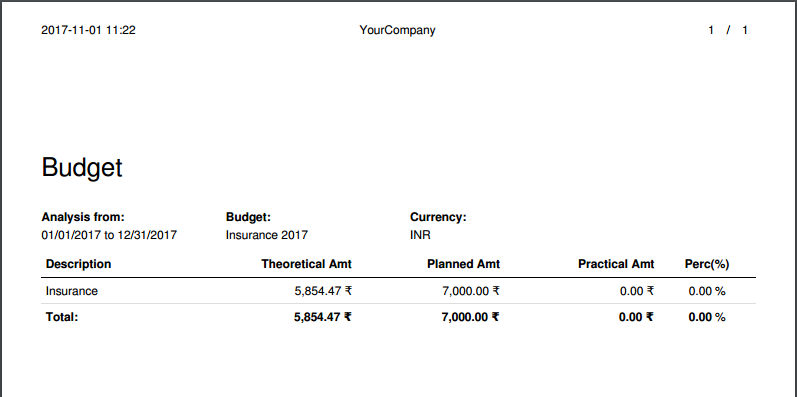 2017-11-01 11:22 YourCompany 1 / 1
Budget
Analysis from: Budget: Currency:
01/01/2017 to 12/31/2017 Insurance 2017 INR
Description Theoretical Amt Planned Amt Practical Amt Perc(%)
Insurance 5,854.47 ₹ 7,000.00 ₹ 0.00 ₹ 0.00 %
Total: 5,854.47 ₹ 7,000.00 ₹ 0.00 ₹ 0.00 %